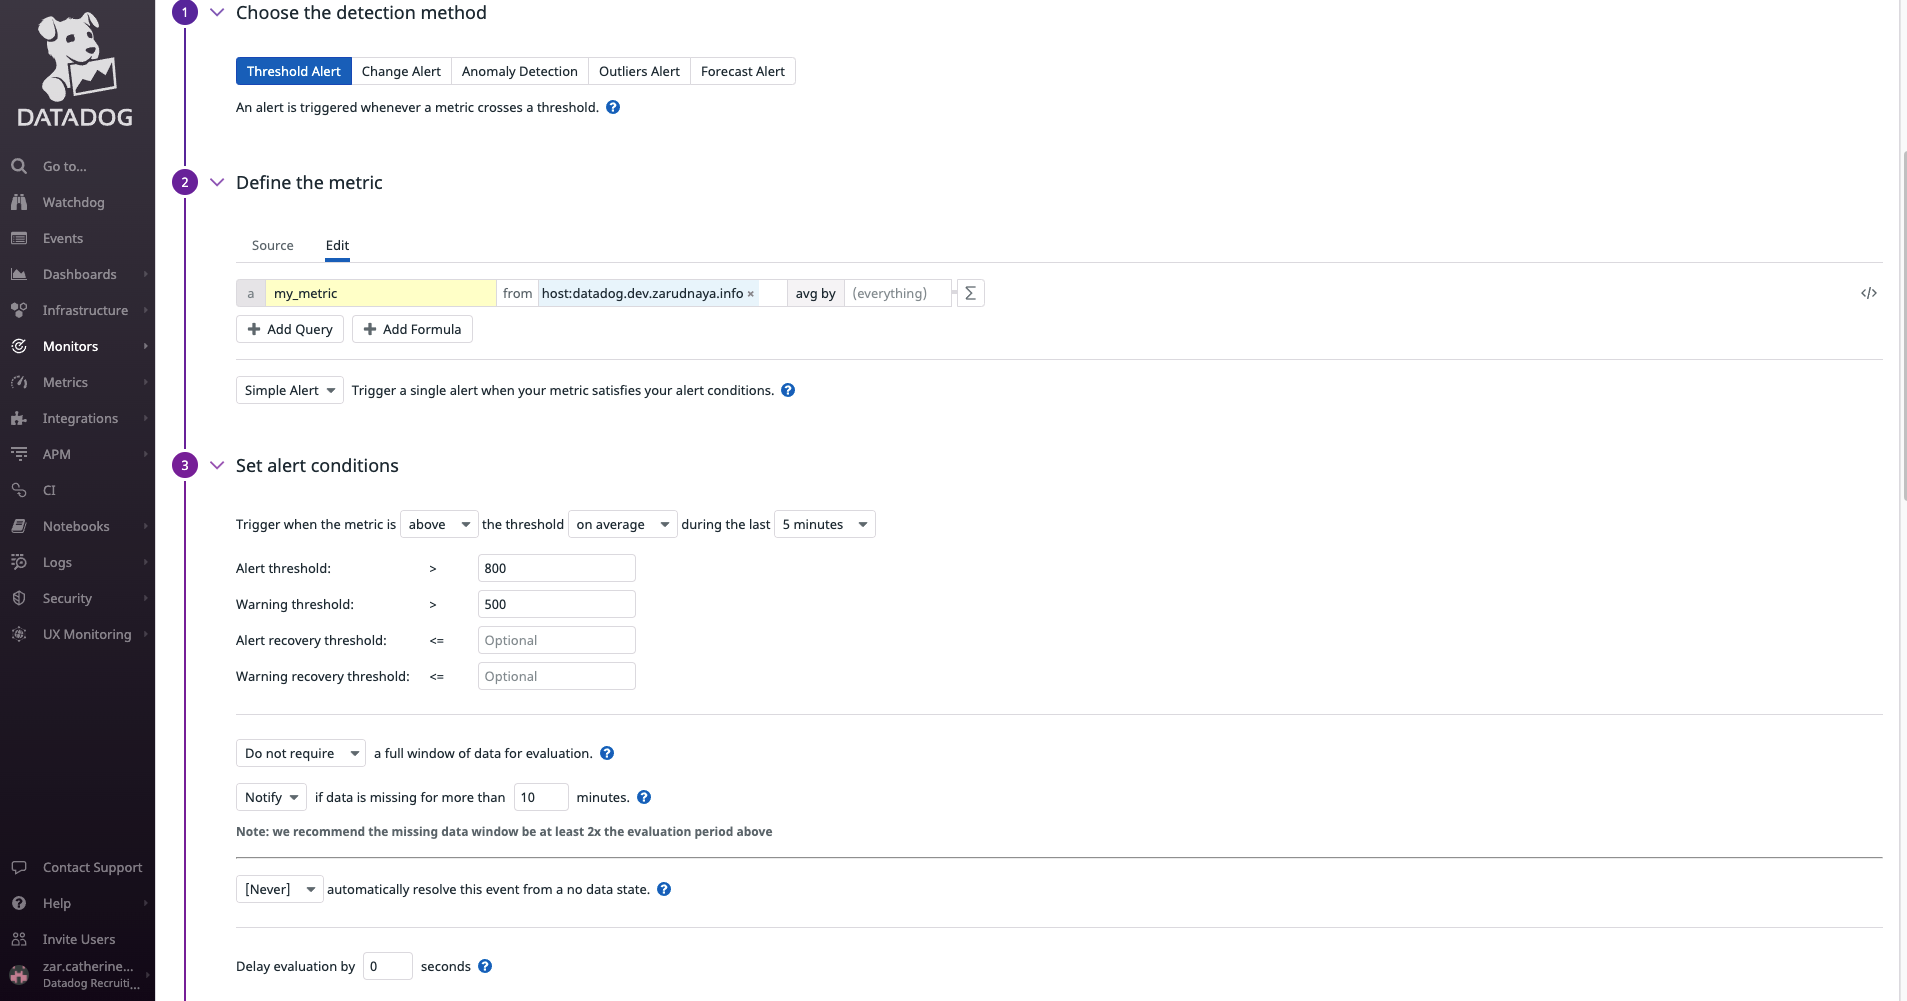 DATADOG
Go to...
Watchdog
Events
Dashboards
Infrastructure
Monitors
Metrics
Integrations
APM
CI
Notebooks
Logs
Security
UX Monitoring
Contact Support
Help
Invite Users
zar.catherine...
Datadog Recruiti...
1 Choose the detection method
Threshold Alert Change Alert Anomaly Detection Outliers Alert Forecast Alert
An alert is triggered whenever a metric crosses a threshold. ?
2 Define the metric
Source Edit
a my_metric from host:datadog.dev.zarudnaya.info × avg by (everything) Σ </>
+ Add Query + Add Formula
Simple Alert Trigger a single alert when your metric satisfies your alert conditions. ?
3 Set alert conditions
Trigger when the metric is above the threshold on average during the last 5 minutes
Alert threshold: > 800
Warning threshold: > 500
Alert recovery threshold: <= Optional
Warning recovery threshold: <= Optional
Do not require a full window of data for evaluation. ?
Notify if data is missing for more than 10 minutes. ?
Note: we recommend the missing data window be at least 2x the evaluation period above
[Never] automatically resolve this event from a no data state. ?
Delay evaluation by 0 seconds ?